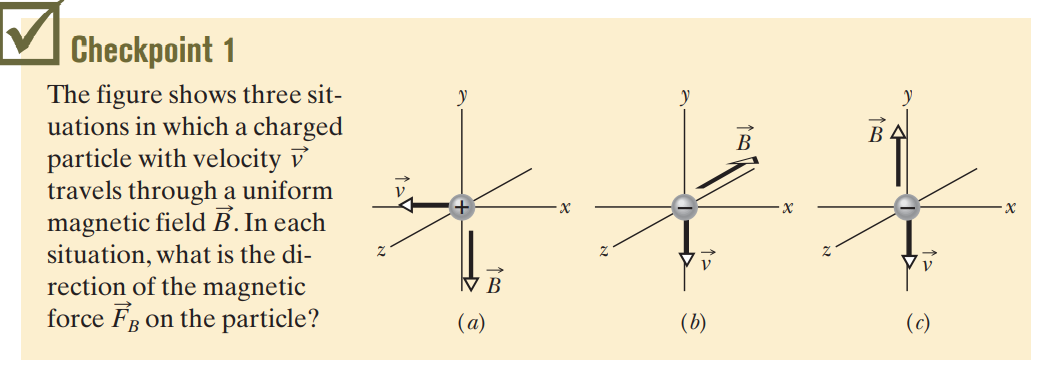 Checkpoint 1
The figure shows three sit-
uations in which a charged
particle with velocity v⃗
travels through a uniform
magnetic field B⃗. In each
situation, what is the di-
rection of the magnetic
force F⃗B on the particle?
y
v⃗
+
x
z
B⃗
(a)
y
B⃗
−
x
z
v⃗
(b)
y
B⃗
−
x
z
v⃗
(c)